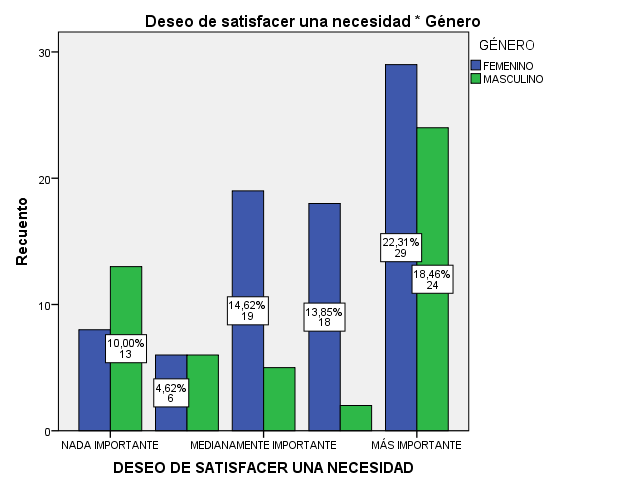 Deseo de satisfacer una necesidad * Género
GÉNERO
FEMENINO
MASCULINO
Recuento
30
20
10
0
10,00%
13
4,62%
6
14,62%
19
13,85%
18
22,31%
29
18,46%
24
NADA IMPORTANTE
MEDIANAMENTE IMPORTANTE
MÁS IMPORTANTE
DESEO DE SATISFACER UNA NECESIDAD